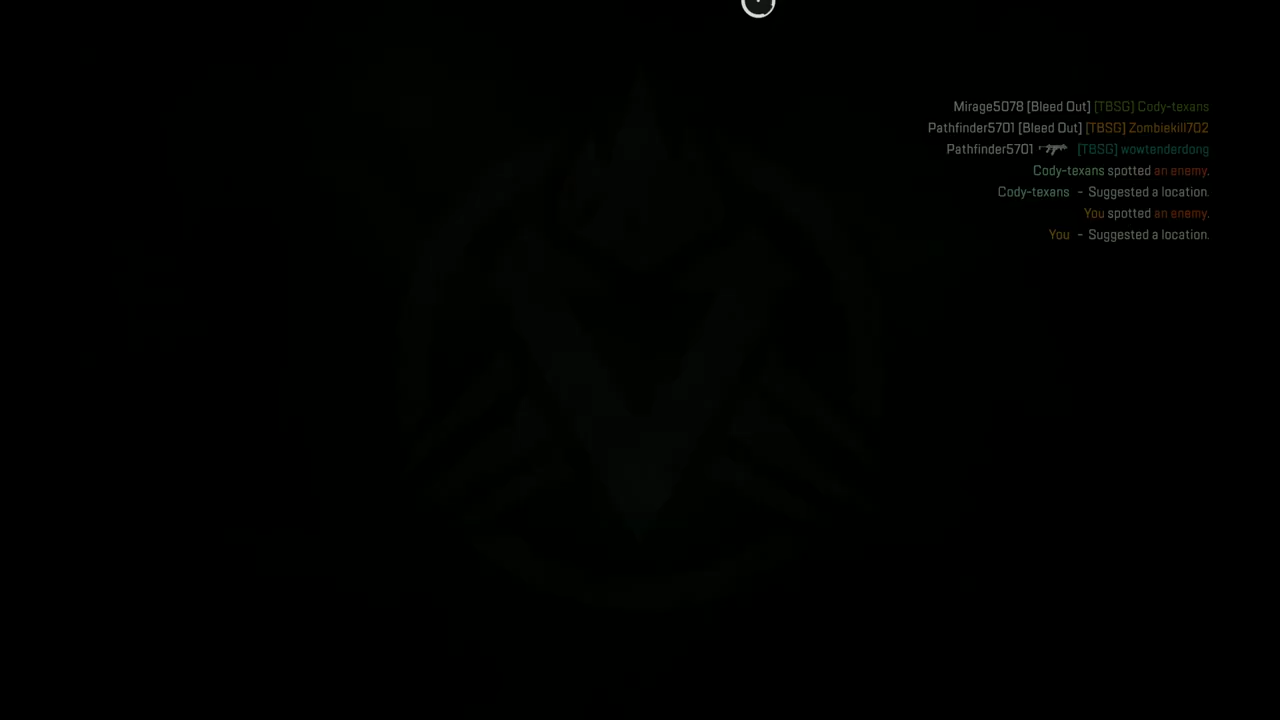 Mirage5078 [Bleed Out] [TBSG] Cody-texans
Pathfinder5701 [Bleed Out] [TBSG] Zombiekill702
Pathfinder5701 [TBSG] wowtenderdong
Cody-texans spotted an enemy.
Cody-texans - Suggested a location.
You spotted an enemy.
You - Suggested a location.